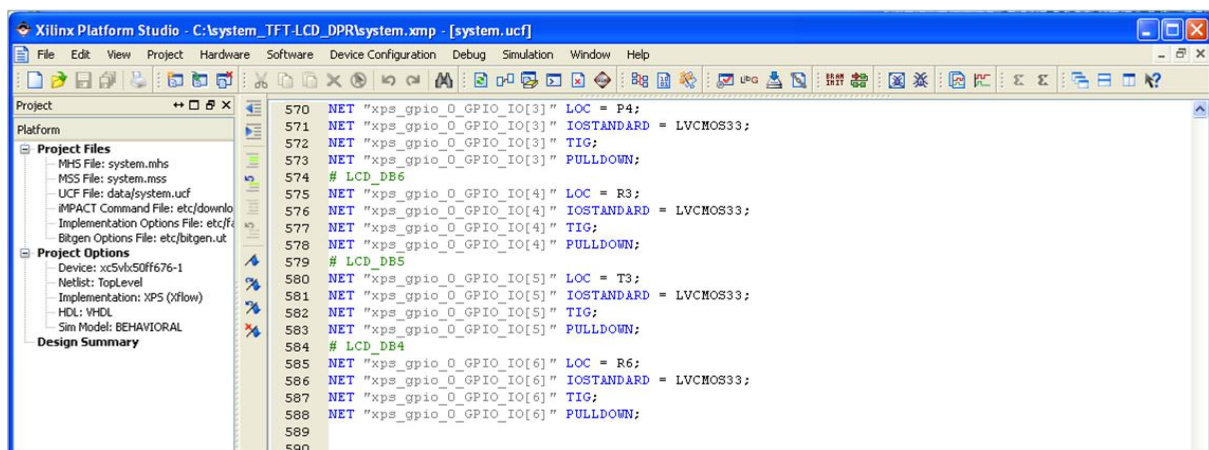 Xilinx Platform Studio - C:\system_TFT-LCD_DPR\system.xmp - [system.ucf]
File Edit View Project Hardware Software Device Configuration Debug Simulation Window Help
Project
Platform
Project Files
MHS File: system.mhs
MSS File: system.mss
UCF File: data/system.ucf
iMPACT Command File: etc/downlo
Implementation Options File: etc/fa
Bitgen Options File: etc/bitgen.ut
Project Options
Device: xc5vlx50ff676-1
Netlist: TopLevel
Implementation: XPS (Xflow)
HDL: VHDL
Sim Model: BEHAVIORAL
Design Summary
570 NET "xps_gpio_0_GPIO_IO[3]" LOC = P4;
571 NET "xps_gpio_0_GPIO_IO[3]" IOSTANDARD = LVCMOS33;
572 NET "xps_gpio_0_GPIO_IO[3]" TIG;
573 NET "xps_gpio_0_GPIO_IO[3]" PULLDOWN;
574 # LCD_DB6
575 NET "xps_gpio_0_GPIO_IO[4]" LOC = R3;
576 NET "xps_gpio_0_GPIO_IO[4]" IOSTANDARD = LVCMOS33;
577 NET "xps_gpio_0_GPIO_IO[4]" TIG;
578 NET "xps_gpio_0_GPIO_IO[4]" PULLDOWN;
579 # LCD_DB5
580 NET "xps_gpio_0_GPIO_IO[5]" LOC = T3;
581 NET "xps_gpio_0_GPIO_IO[5]" IOSTANDARD = LVCMOS33;
582 NET "xps_gpio_0_GPIO_IO[5]" TIG;
583 NET "xps_gpio_0_GPIO_IO[5]" PULLDOWN;
584 # LCD_DB4
585 NET "xps_gpio_0_GPIO_IO[6]" LOC = R6;
586 NET "xps_gpio_0_GPIO_IO[6]" IOSTANDARD = LVCMOS33;
587 NET "xps_gpio_0_GPIO_IO[6]" TIG;
588 NET "xps_gpio_0_GPIO_IO[6]" PULLDOWN;
589
590